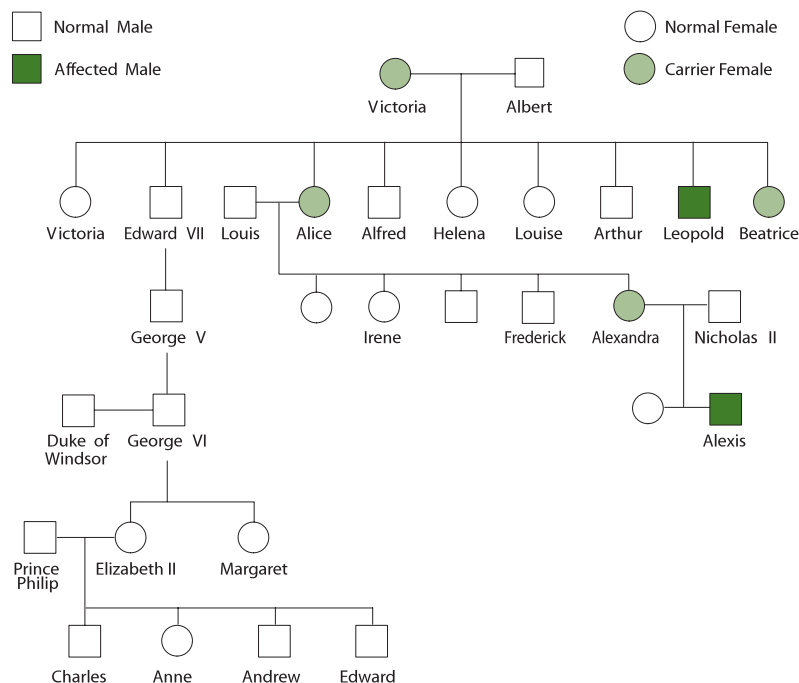 Normal Male
Normal Female
Affected Male
Carrier Female
Victoria
Albert
Victoria
Edward VII
Louis
Alice
Alfred
Helena
Louise
Arthur
Leopold
Beatrice
George V
Irene
Frederick
Alexandra
Nicholas II
Duke of
Windsor
George VI
Alexis
Prince
Philip
Elizabeth II
Margaret
Charles
Anne
Andrew
Edward